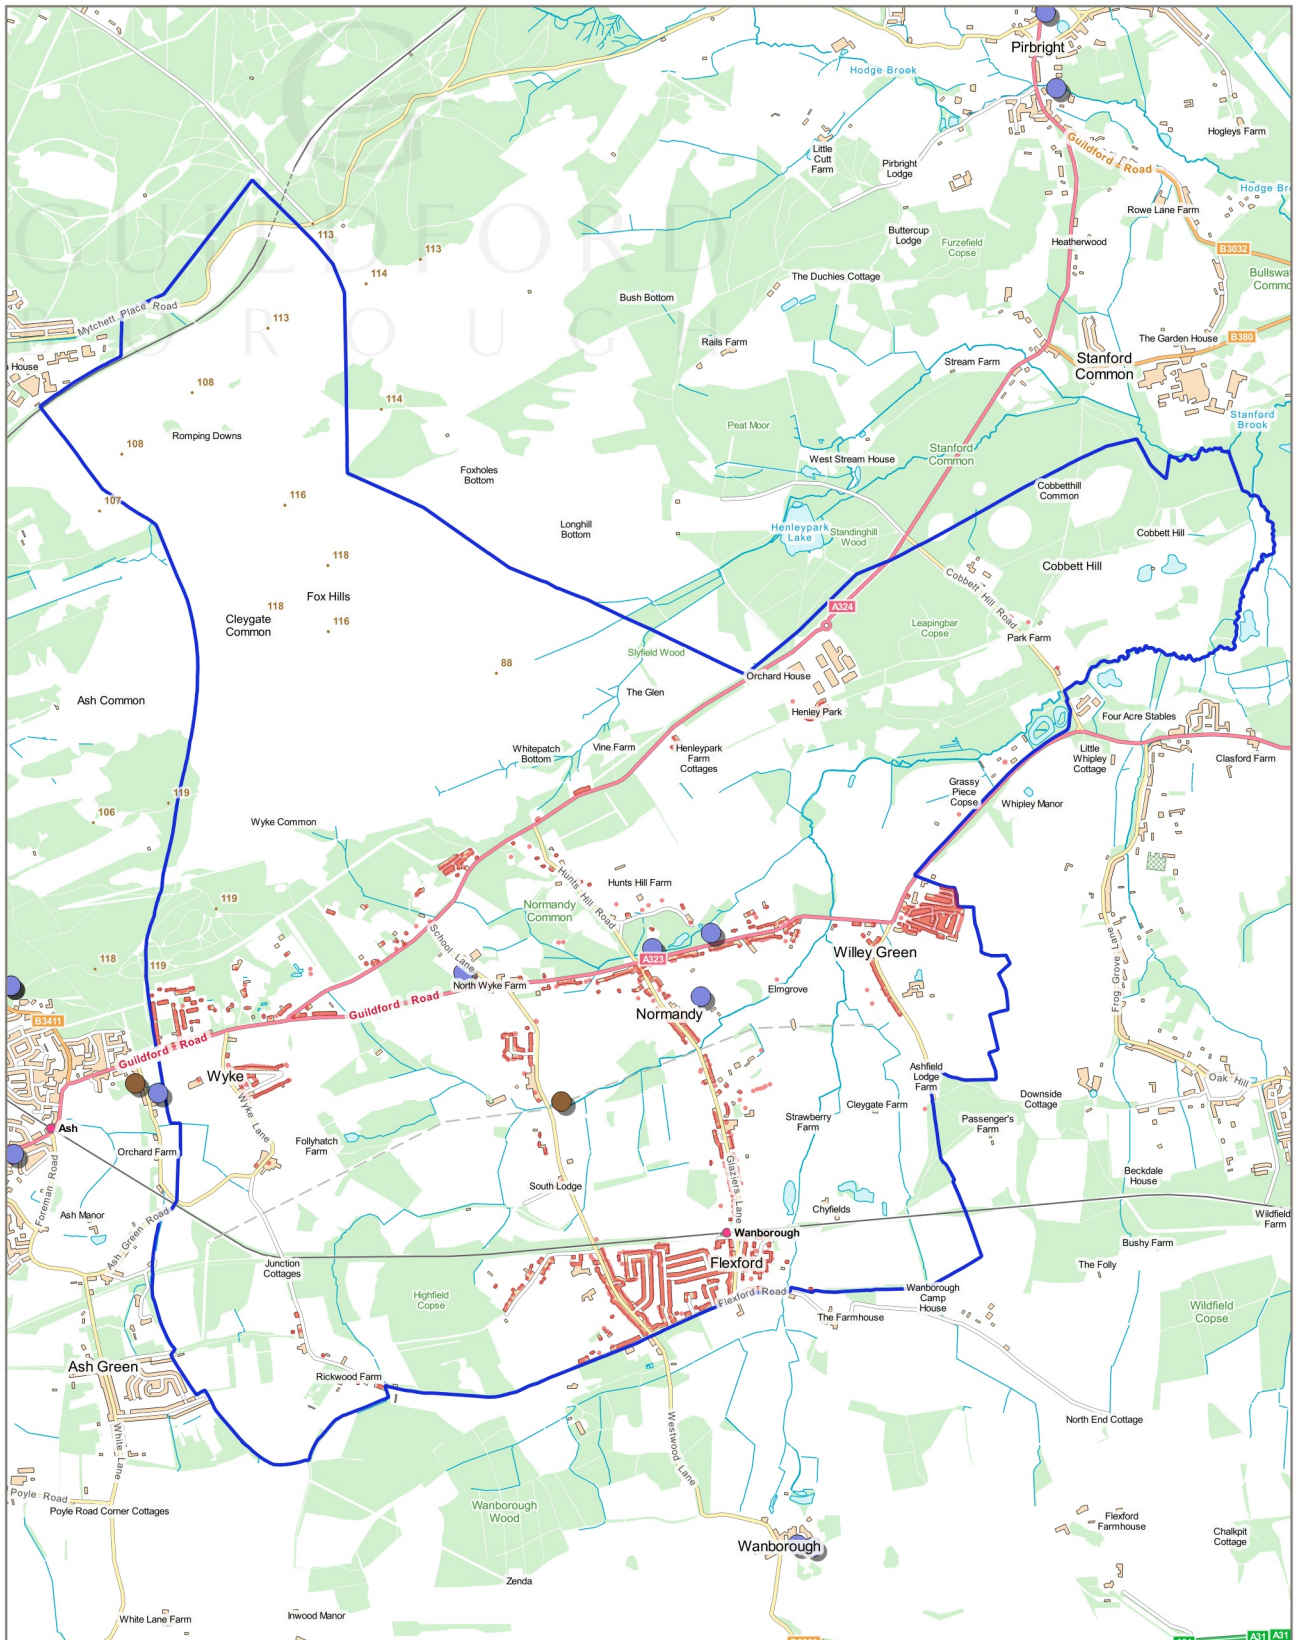 Pirbright
Hodge Brook
Hogleys Farm
Little
Cutt
Farm
Pirbright
Lodge
Guildford - Road
Rowe Lane Farm
Buttercup
Lodge
Furzefield
Copse
Heatherwood
B3032
GUILDFORD
BOROUGH
113
113
114
The Duchies Cottage
Bush Bottom
Mytchett Place Road
113
Rails Farm
The Garden House
B380
Stream Farm
Stanford
Common
House
108
114
Peat Moor
Stanford
Brook
Romping Downs
108
Stanford
Common
West Stream House
Foxholes
Bottom
Cobbetthill
Common
107
116
Longhill
Bottom
Henleypark
Lake
Standinghill
Wood
Cobbett Hill
118
Cobbett Hill
Cobbett Hill Road
Fox Hills
118
116
Cleygate
Common
A324
Leapingbar
Copse
Park Farm
Slyfield Wood
88
Orchard House
The Glen
Ash Common
Henley Park
Four Acre Stables
Whitepatch
Bottom
Vine Farm
Henleypark
Farm
Cottages
Little
Whipley
Cottage
Clasford Farm
Grassy
Piece
Copse
Whipley Manor
119
106
Wyke Common
Hunts Hill Farm
Hunts Hill Road
119
Normandy
Common
School Lane
Willey Green
Frog Grove Lane
118
119
A323
North Wyke Farm
Elmgrove
Guildford - Road
Normandy
B3411
Guildford - Road
Wyke
Ashfield
Lodge
Farm
Oak Hill
Downside
Cottage
Cleygate Farm
Passenger's
Farm
Strawberry
Farm
Wyke Lane
Ash
Follyhatch
Farm
Orchard Farm
Glaziers Lane
Beckdale
House
Foreman Road
South Lodge
Ash Manor
Ash Green Road
Chyfields
Wildfield
Farm
Wanborough
Bushy Farm
Junction
Cottages
Flexford
The Folly
Highfield
Copse
Flexford Road
Wanborough
Camp
House
Wildfield
Copse
The Farmhouse
Ash Green
Rickwood Farm
North End Cottage
White Lane
Westwood Lane
Poyle Road
Poyle Road Corner Cottages
Wanborough
Wood
Flexford
Farmhouse
Chalkpit
Cottage
Wanborough
Zenda
White Lane Farm
Inwood Manor
A31
A31